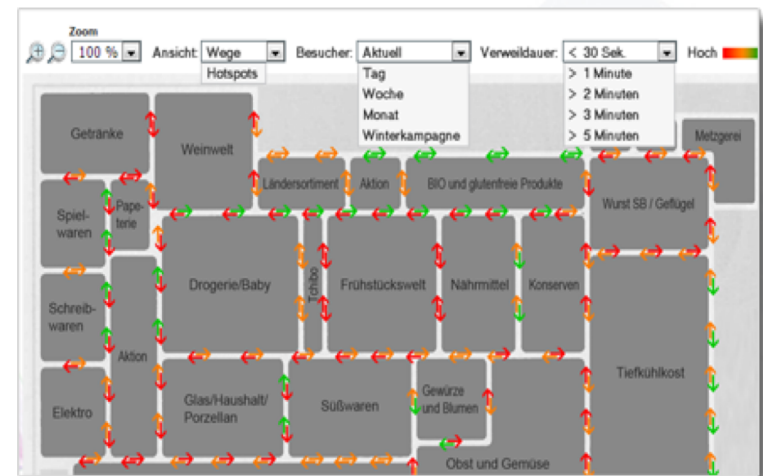 Zoom
100 % Ansicht: Wege Besucher: Aktuell Verweildauer: < 30 Sek. Hoch
Hotspots
Tag
Woche
Monat
Winterkampagne
> 1 Minute
> 2 Minuten
> 3 Minuten
> 5 Minuten
Getränke
Weinwelt
Metzgerei
Ländersortiment
Aktion
BIO und glutenfreie Produkte
Wurst SB / Geflügel
Spiel-
waren
Pape-
terie
Drogerie/Baby
Tchibo
Frühstückswelt
Nährmittel
Konserven
Schreib-
waren
Aktion
Tiefkühlkost
Elektro
Glas/Haushalt/
Porzellan
Süßwaren
Gewürze
und Blumen
Obst und Gemüse